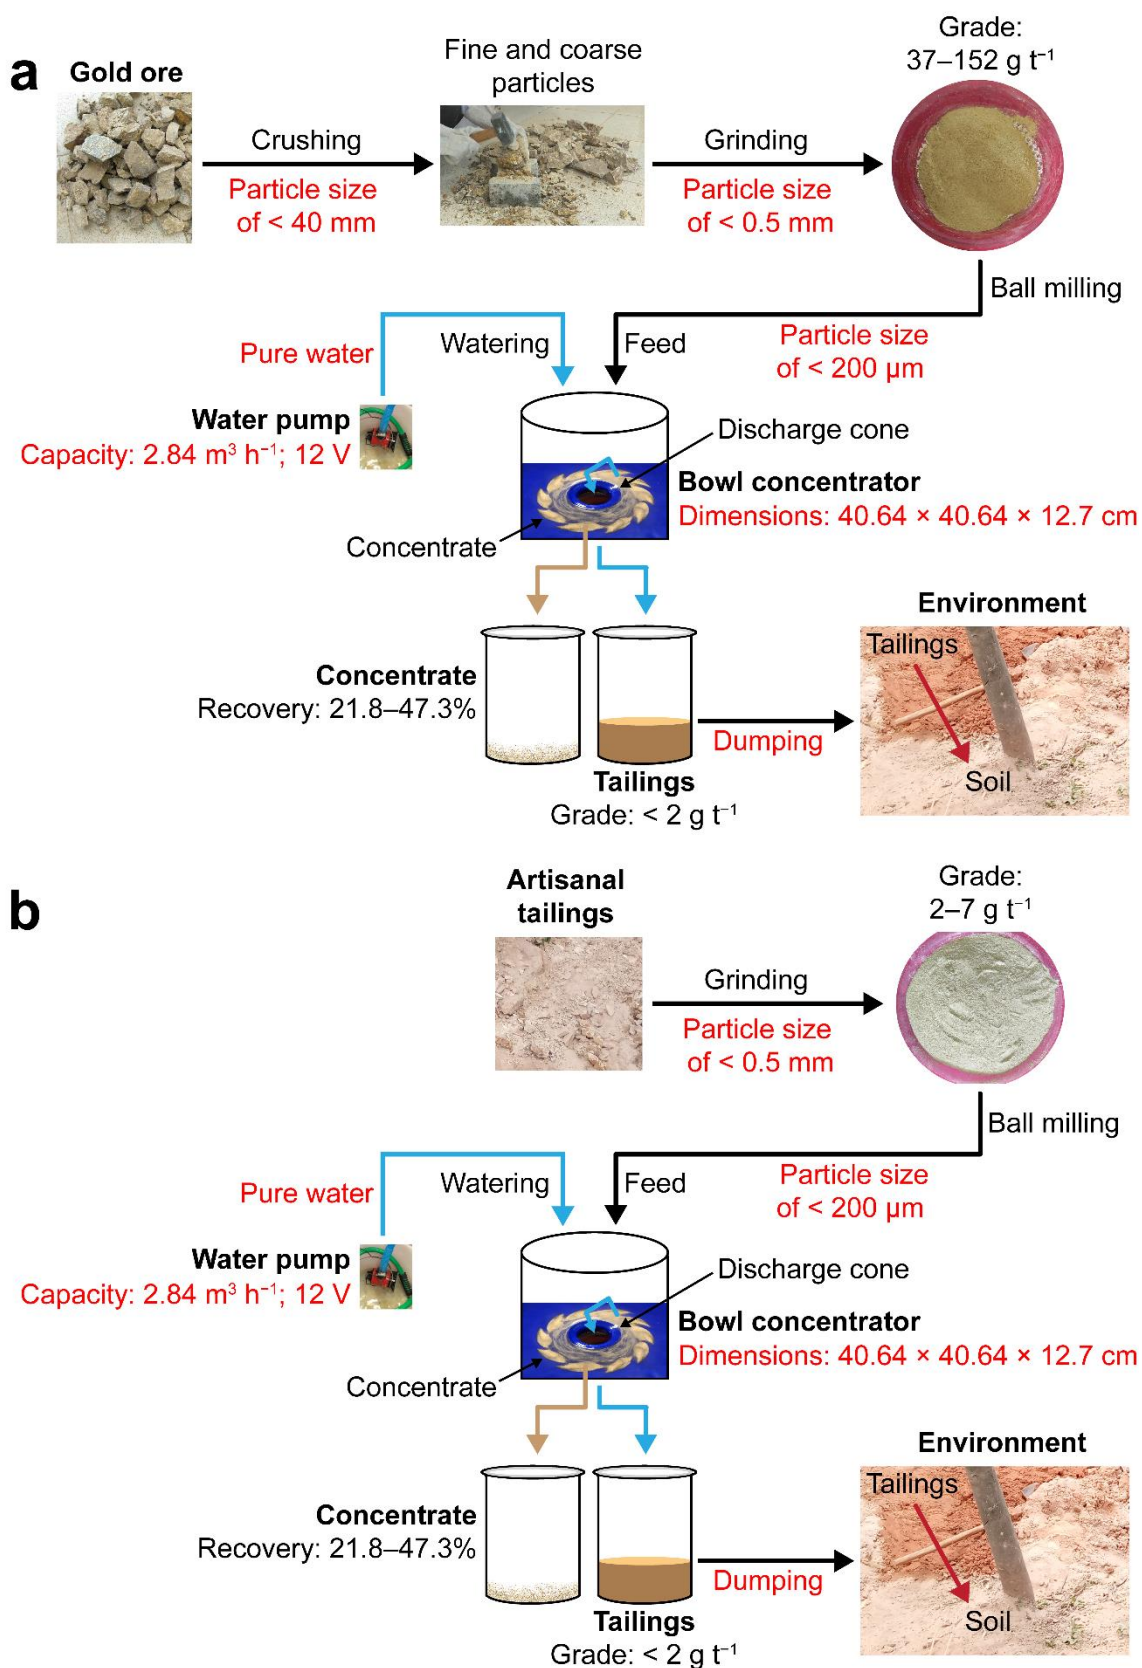 a
Gold ore
Crushing
Particle size
of < 40 mm
Fine and coarse
particles
Grinding
Particle size
of < 0.5 mm
Grade:
37–152 g t⁻¹
Ball milling
Particle size
of < 200 µm
Pure water
Watering
Feed
Water pump
Capacity: 2.84 m³ h⁻¹; 12 V
Discharge cone
Bowl concentrator
Dimensions: 40.64 × 40.64 × 12.7 cm
Concentrate
Concentrate
Recovery: 21.8–47.3%
Tailings
Grade: < 2 g t⁻¹
Dumping
Environment
Tailings
Soil
b
Artisanal
tailings
Grinding
Particle size
of < 0.5 mm
Grade:
2–7 g t⁻¹
Ball milling
Particle size
of < 200 µm
Pure water
Watering
Feed
Water pump
Capacity: 2.84 m³ h⁻¹; 12 V
Discharge cone
Bowl concentrator
Dimensions: 40.64 × 40.64 × 12.7 cm
Concentrate
Concentrate
Recovery: 21.8–47.3%
Tailings
Grade: < 2 g t⁻¹
Dumping
Environment
Tailings
Soil